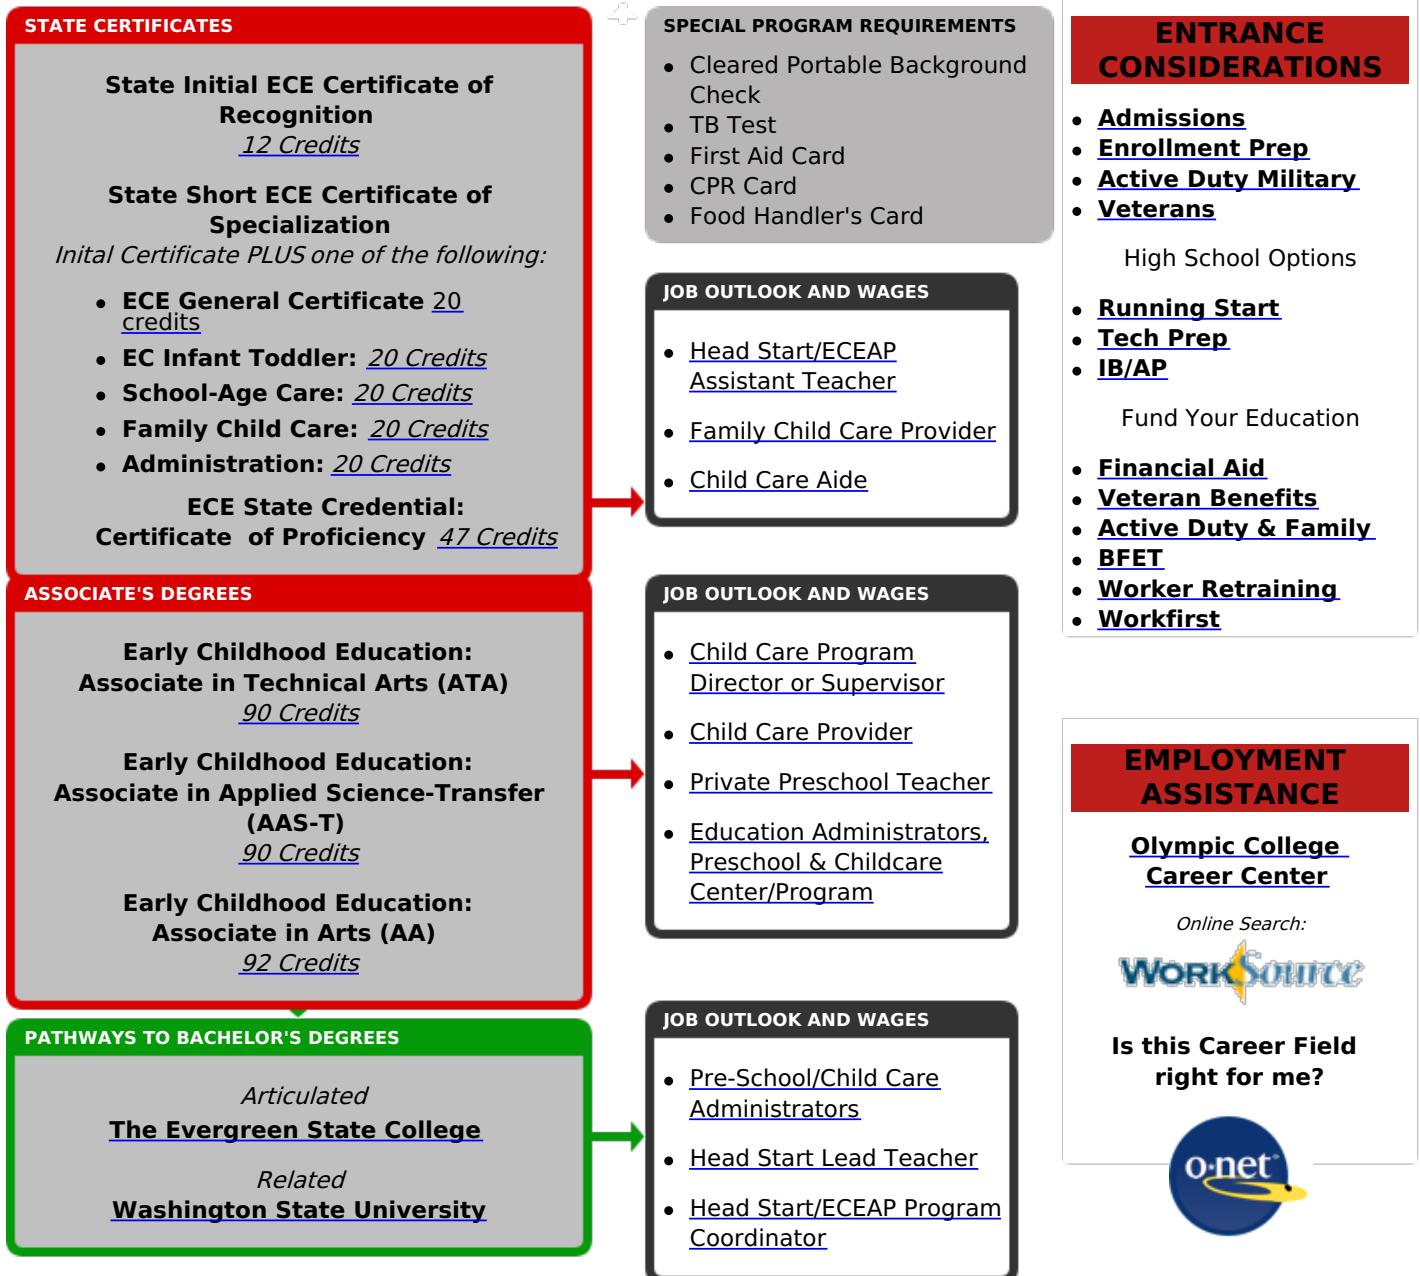 STATE CERTIFICATES
State Initial ECE Certificate of
Recognition
12 Credits
State Short ECE Certificate of
Specialization
Inital Certificate PLUS one of the following:
ECE General Certificate 20
credits
EC Infant Toddler: 20 Credits
School-Age Care: 20 Credits
Family Child Care: 20 Credits
Administration: 20 Credits
ECE State Credential:
Certificate of Proficiency 47 Credits
ASSOCIATE'S DEGREES
Early Childhood Education:
Associate in Technical Arts (ATA)
90 Credits
Early Childhood Education:
Associate in Applied Science-Transfer
(AAS-T)
90 Credits
Early Childhood Education:
Associate in Arts (AA)
92 Credits
PATHWAYS TO BACHELOR'S DEGREES
Articulated
The Evergreen State College
Related
Washington State University
SPECIAL PROGRAM REQUIREMENTS
Cleared Portable Background
Check
TB Test
First Aid Card
CPR Card
Food Handler's Card
JOB OUTLOOK AND WAGES
Head Start/ECEAP
Assistant Teacher
Family Child Care Provider
Child Care Aide
JOB OUTLOOK AND WAGES
Child Care Program
Director or Supervisor
Child Care Provider
Private Preschool Teacher
Education Administrators,
Preschool & Childcare
Center/Program
JOB OUTLOOK AND WAGES
Pre-School/Child Care
Administrators
Head Start Lead Teacher
Head Start/ECEAP Program
Coordinator
ENTRANCE
CONSIDERATIONS
Admissions
Enrollment Prep
Active Duty Military
Veterans
High School Options
Running Start
Tech Prep
IB/AP
Fund Your Education
Financial Aid
Veteran Benefits
Active Duty & Family
BFET
Worker Retraining
Workfirst
EMPLOYMENT
ASSISTANCE
Olympic College
Career Center
Online Search:
WorkSource
Is this Career Field
right for me?
o·net